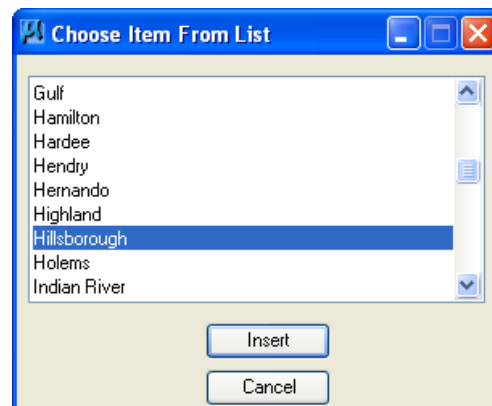 Choose Item From List
Gulf
Hamilton
Hardee
Hendry
Hernando
Highland
Hillsborough
Holems
Indian River
Insert
Cancel